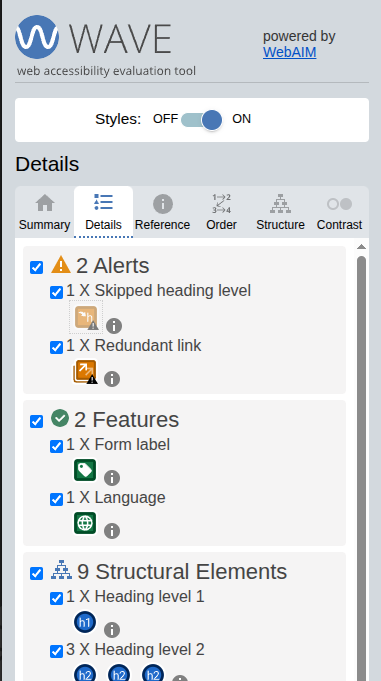 WAVE
web accessibility evaluation tool
powered by
WebAIM
Styles: OFF ON
Details
1→2
3→4
Summary Details Reference Order Structure Contrast
2 Alerts
1 X Skipped heading level
h
1 X Redundant link
2 Features
1 X Form label
1 X Language
9 Structural Elements
1 X Heading level 1
h1
3 X Heading level 2
h2 h2 h2